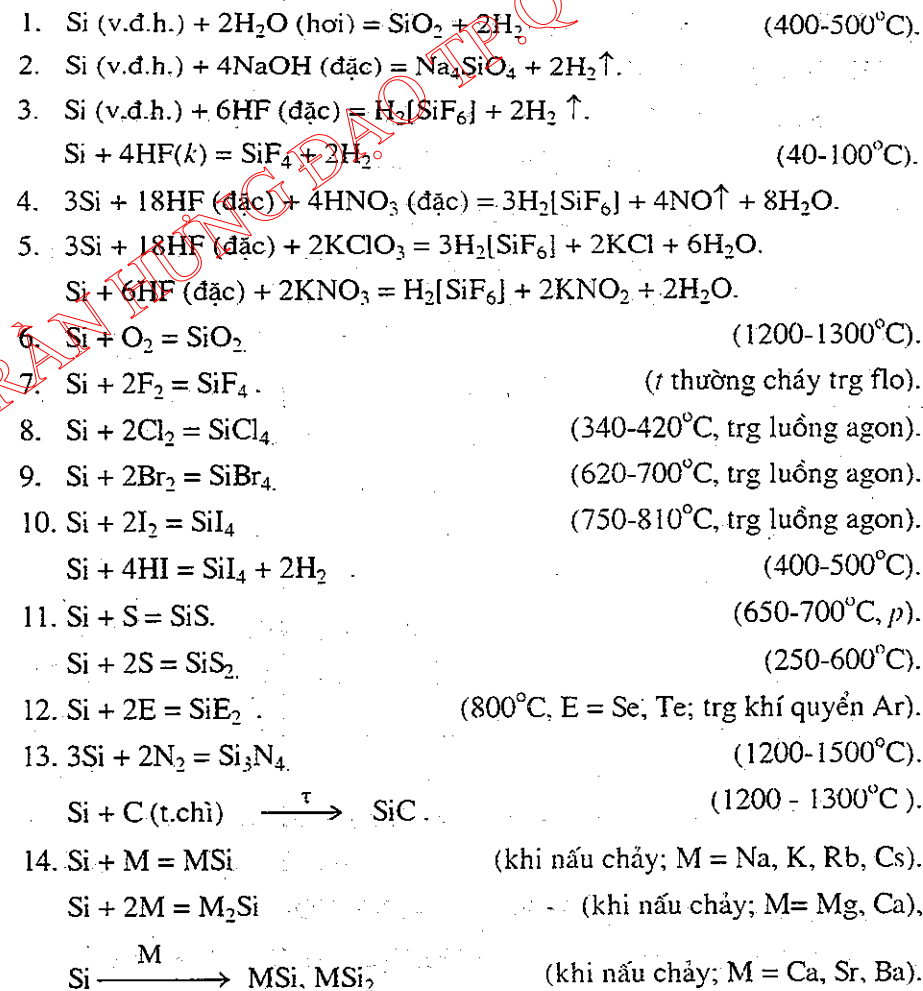 1. Si (v.đ.h.) + 2H₂O (hơi) = SiO₂ + 2H₂ (400-500°C).
2. Si (v.đ.h.) + 4NaOH (đặc) = Na₄SiO₄ + 2H₂↑.
3. Si (v.đ.h.) + 6HF (đặc) = H₂[SiF₆] + 2H₂ ↑.
Si + 4HF(k) = SiF₄ + 2H₂ (40-100°C).
4. 3Si + 18HF (đặc) + 4HNO₃ (đặc) = 3H₂[SiF₆] + 4NO↑ + 8H₂O.
5. 3Si + 18HF (đặc) + 2KClO₃ = 3H₂[SiF₆] + 2KCl + 6H₂O.
Si + 6HF (đặc) + 2KNO₃ = H₂[SiF₆] + 2KNO₂ + 2H₂O.
6. Si + O₂ = SiO₂. (1200-1300°C).
7. Si + 2F₂ = SiF₄. (t thường cháy trg flo).
8. Si + 2Cl₂ = SiCl₄. (340-420°C, trg luồng agon).
9. Si + 2Br₂ = SiBr₄. (620-700°C, trg luồng agon).
10. Si + 2I₂ = SiI₄ (750-810°C, trg luồng agon).
Si + 4HI = SiI₄ + 2H₂ . (400-500°C).
11. Si + S = SiS. (650-700°C, p).
Si + 2S = SiS₂. (250-600°C).
12. Si + 2E = SiE₂ . (800°C, E = Se, Te; trg khí quyển Ar).
13. 3Si + 2N₂ = Si₃N₄. (1200-1500°C).
Si + C (t.chì) —τ→ SiC. (1200 - 1300°C ).
14. Si + M = MSi (khi nấu chảy; M = Na, K, Rb, Cs).
Si + 2M = M₂Si (khi nấu chảy; M= Mg, Ca),
Si —M→ MSi, MSi₂ (khi nấu chảy; M = Ca, Sr, Ba).
RẦN HƯNG ĐẠO TP.Q